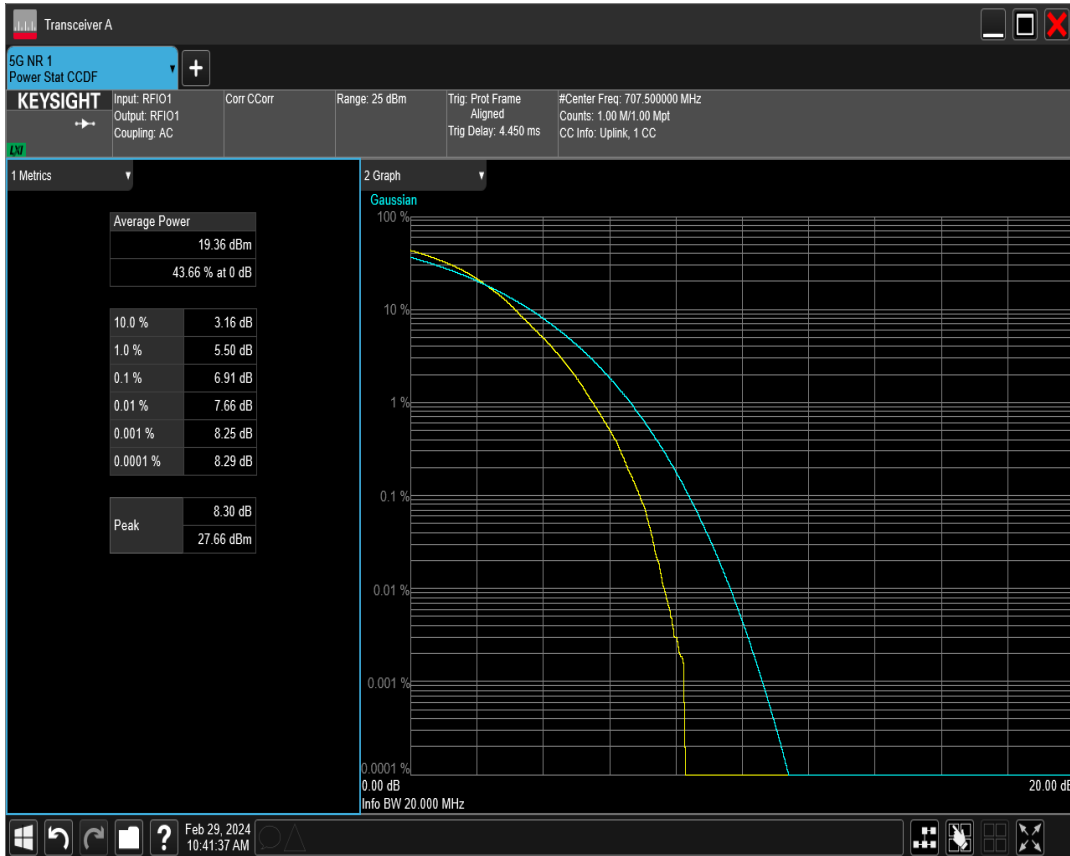 Transceiver A
5G NR 1
Power Stat CCDF
KEYSIGHT
LXI
Input: RFIO1
Output: RFIO1
Coupling: AC
Corr CCorr
Range: 25 dBm
Trig: Prot Frame
Aligned
Trig Delay: 4.450 ms
#Center Freq: 707.500000 MHz
Counts: 1.00 M/1.00 Mpt
CC Info: Uplink, 1 CC
1 Metrics
Average Power
19.36 dBm
43.66 % at 0 dB
10.0 % 3.16 dB
1.0 % 5.50 dB
0.1 % 6.91 dB
0.01 % 7.66 dB
0.001 % 8.25 dB
0.0001 % 8.29 dB
Peak
8.30 dB
27.66 dBm
2 Graph
Gaussian
100 %
10 %
1 %
0.1 %
0.01 %
0.001 %
0.0001 %
0.00 dB 20.00 dB
Info BW 20.000 MHz
?
Feb 29, 2024
10:41:37 AM